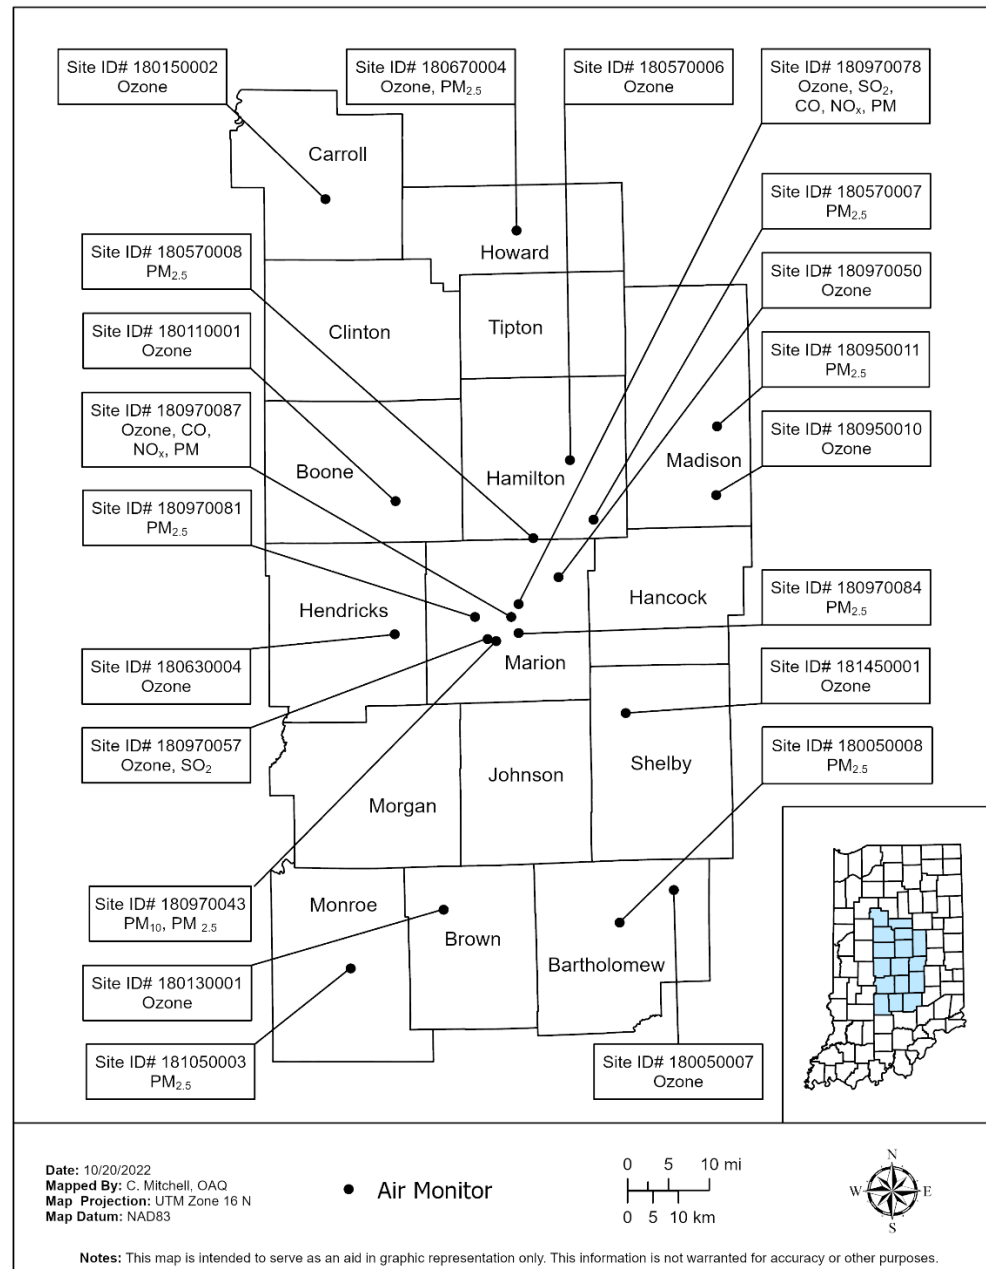 Site ID# 180150002
Ozone
Site ID# 180670004
Ozone, PM₂.₅
Site ID# 180570006
Ozone
Site ID# 180970078
Ozone, SO₂,
CO, NOₓ, PM
Carroll
Site ID# 180570007
PM₂.₅
Site ID# 180570008
PM₂.₅
Howard
Site ID# 180970050
Ozone
Site ID# 180110001
Ozone
Clinton
Tipton
Site ID# 180950011
PM₂.₅
Site ID# 180970087
Ozone, CO,
NOₓ, PM
Site ID# 180950010
Ozone
Boone
Hamilton
Madison
Site ID# 180970081
PM₂.₅
Hendricks
Hancock
Site ID# 180970084
PM₂.₅
Marion
Site ID# 180630004
Ozone
Site ID# 181450001
Ozone
Site ID# 180970057
Ozone, SO₂
Site ID# 180050008
PM₂.₅
Shelby
Johnson
Morgan
Site ID# 180970043
PM₁₀, PM ₂.₅
Monroe
Brown
Bartholomew
Site ID# 180130001
Ozone
Site ID# 181050003
PM₂.₅
Site ID# 180050007
Ozone
Date: 10/20/2022
Mapped By: C. Mitchell, OAQ
Map Projection: UTM Zone 16 N
Map Datum: NAD83
Air Monitor
0 5 10 mi
0 5 10 km
N
W E
S
Notes: This map is intended to serve as an aid in graphic representation only. This information is not warranted for accuracy or other purposes.